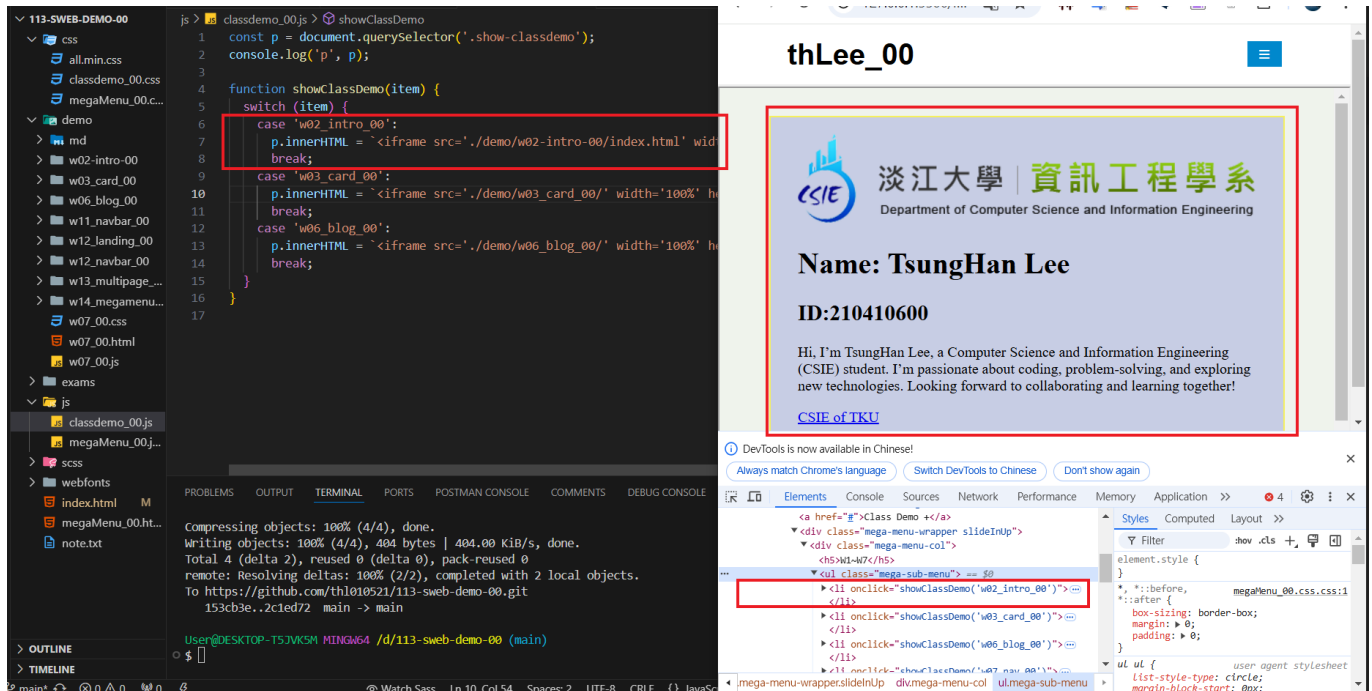 113-SWEB-DEMO-00
css
all.min.css
classdemo_00.css
megaMenu_00.c...
demo
md
w02-intro-00
w03_card_00
w06_blog_00
w11_navbar_00
w12_landing_00
w12_navbar_00
w13_multipage_...
w14_megamenu...
w07_00.css
w07_00.html
w07_00.js
exams
js
classdemo_00.js
megaMenu_00.j...
scss
webfonts
index.html M
megaMenu_00.ht...
note.txt
OUTLINE
TIMELINE
js > classdemo_00.js > showClassDemo
1 const p = document.querySelector('.show-classdemo');
2 console.log('p', p);
3
4 function showClassDemo(item) {
5 switch (item) {
6 case 'w02_intro_00':
7 p.innerHTML = `<iframe src='./demo/w02-intro-00/index.html' widt
8 break;
9 case 'w03_card_00':
10 p.innerHTML = `<iframe src='./demo/w03_card_00/' width='100%' he
11 break;
12 case 'w06_blog_00':
13 p.innerHTML = `<iframe src='./demo/w06_blog_00/' width='100%' he
14 break;
15 }
16 }
17
PROBLEMS OUTPUT TERMINAL PORTS POSTMAN CONSOLE COMMENTS DEBUG CONSOLE
Compressing objects: 100% (4/4), done.
Writing objects: 100% (4/4), 404 bytes | 404.00 KiB/s, done.
Total 4 (delta 2), reused 0 (delta 0), pack-reused 0
remote: Resolving deltas: 100% (2/2), completed with 2 local objects.
To https://github.com/thl010521/113-sweb-demo-00.git
153cb3e..2c1ed72 main -> main
User@DESKTOP-T5JVK5M MINGW64 /d/113-sweb-demo-00 (main)
$
main* 0 0 0 Watch Sass Ln 10, Col 54 Spaces: 2 UTF-8 CRLF {} JavaSc
thLee_00
CSIE
淡江大學 | 資訊工程學系
Department of Computer Science and Information Engineering
Name: TsungHan Lee
ID:210410600
Hi, I’m TsungHan Lee, a Computer Science and Information Engineering
(CSIE) student. I’m passionate about coding, problem-solving, and exploring
new technologies. Looking forward to collaborating and learning together!
CSIE of TKU
DevTools is now available in Chinese!
Always match Chrome's language Switch DevTools to Chinese Don't show again
Elements Console Sources Network Performance Memory Application >> 4
<a href="#">Class Demo +</a>
<div class="mega-menu-wrapper slideInUp">
<div class="mega-menu-col">
<h5>W1~W7</h5>
<ul class="mega-sub-menu"> == $0
<li onclick="showClassDemo('w02_intro_00')">
</li>
<li onclick="showClassDemo('w03_card_00')">
</li>
<li onclick="showClassDemo('w06_blog_00')">
</li>
<li onclick="showClassDemo('w07_nav_00')">
.mega-menu-wrapper.slideInUp div.mega-menu-col ul.mega-sub-menu
Styles Computed Layout >>
Filter :hov .cls +
element.style {
}
*, *::before, megaMenu_00.css.css:1
*::after {
box-sizing: border-box;
margin: 0;
padding: 0;
}
ul ul { user agent stylesheet
list-style-type: circle;
margin-block-start: 0px;